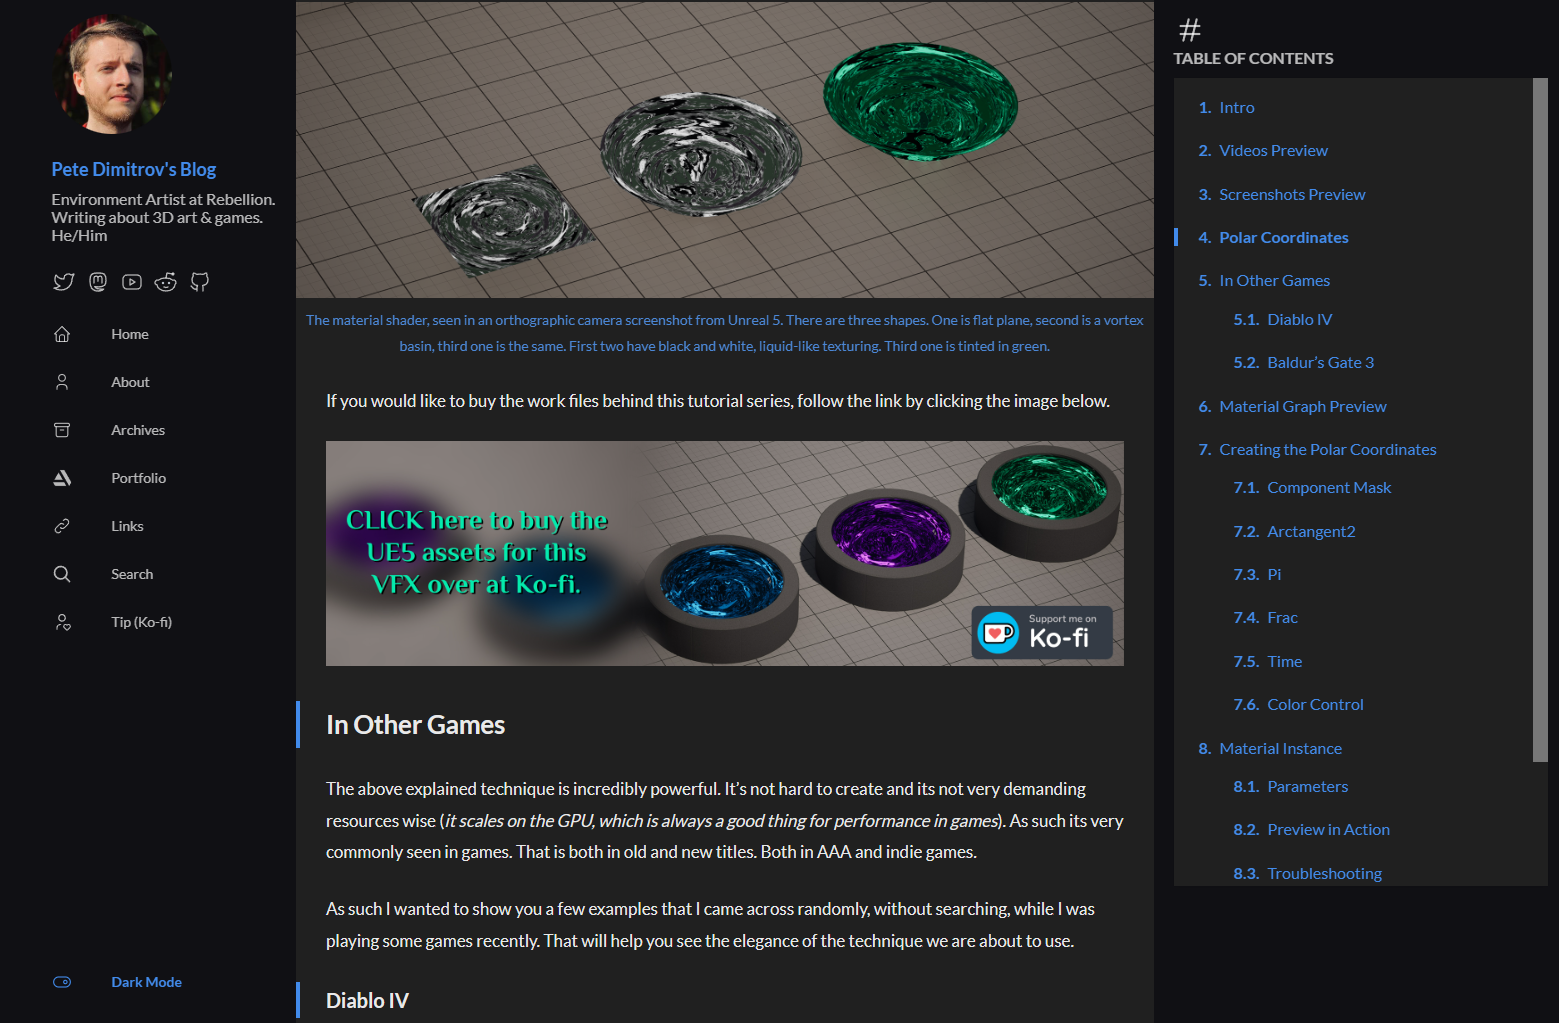 Pete Dimitrov's Blog
Environment Artist at Rebellion.
Writing about 3D art & games.
He/Him
Home
About
Archives
Portfolio
Links
Search
Tip (Ko-fi)
Dark Mode
The material shader, seen in an orthographic camera screenshot from Unreal 5. There are three shapes. One is flat plane, second is a vortex
basin, third one is the same. First two have black and white, liquid-like texturing. Third one is tinted in green.
If you would like to buy the work files behind this tutorial series, follow the link by clicking the image below.
CLICK here to buy the
UE5 assets for this
VFX over at Ko-fi.
Support me on
Ko-fi
In Other Games
The above explained technique is incredibly powerful. It’s not hard to create and its not very demanding
resources wise (it scales on the GPU, which is always a good thing for performance in games). As such its very
commonly seen in games. That is both in old and new titles. Both in AAA and indie games.
As such I wanted to show you a few examples that I came across randomly, without searching, while I was
playing some games recently. That will help you see the elegance of the technique we are about to use.
Diablo IV
#
TABLE OF CONTENTS
1. Intro
2. Videos Preview
3. Screenshots Preview
4. Polar Coordinates
5. In Other Games
5.1. Diablo IV
5.2. Baldur’s Gate 3
6. Material Graph Preview
7. Creating the Polar Coordinates
7.1. Component Mask
7.2. Arctangent2
7.3. Pi
7.4. Frac
7.5. Time
7.6. Color Control
8. Material Instance
8.1. Parameters
8.2. Preview in Action
8.3. Troubleshooting